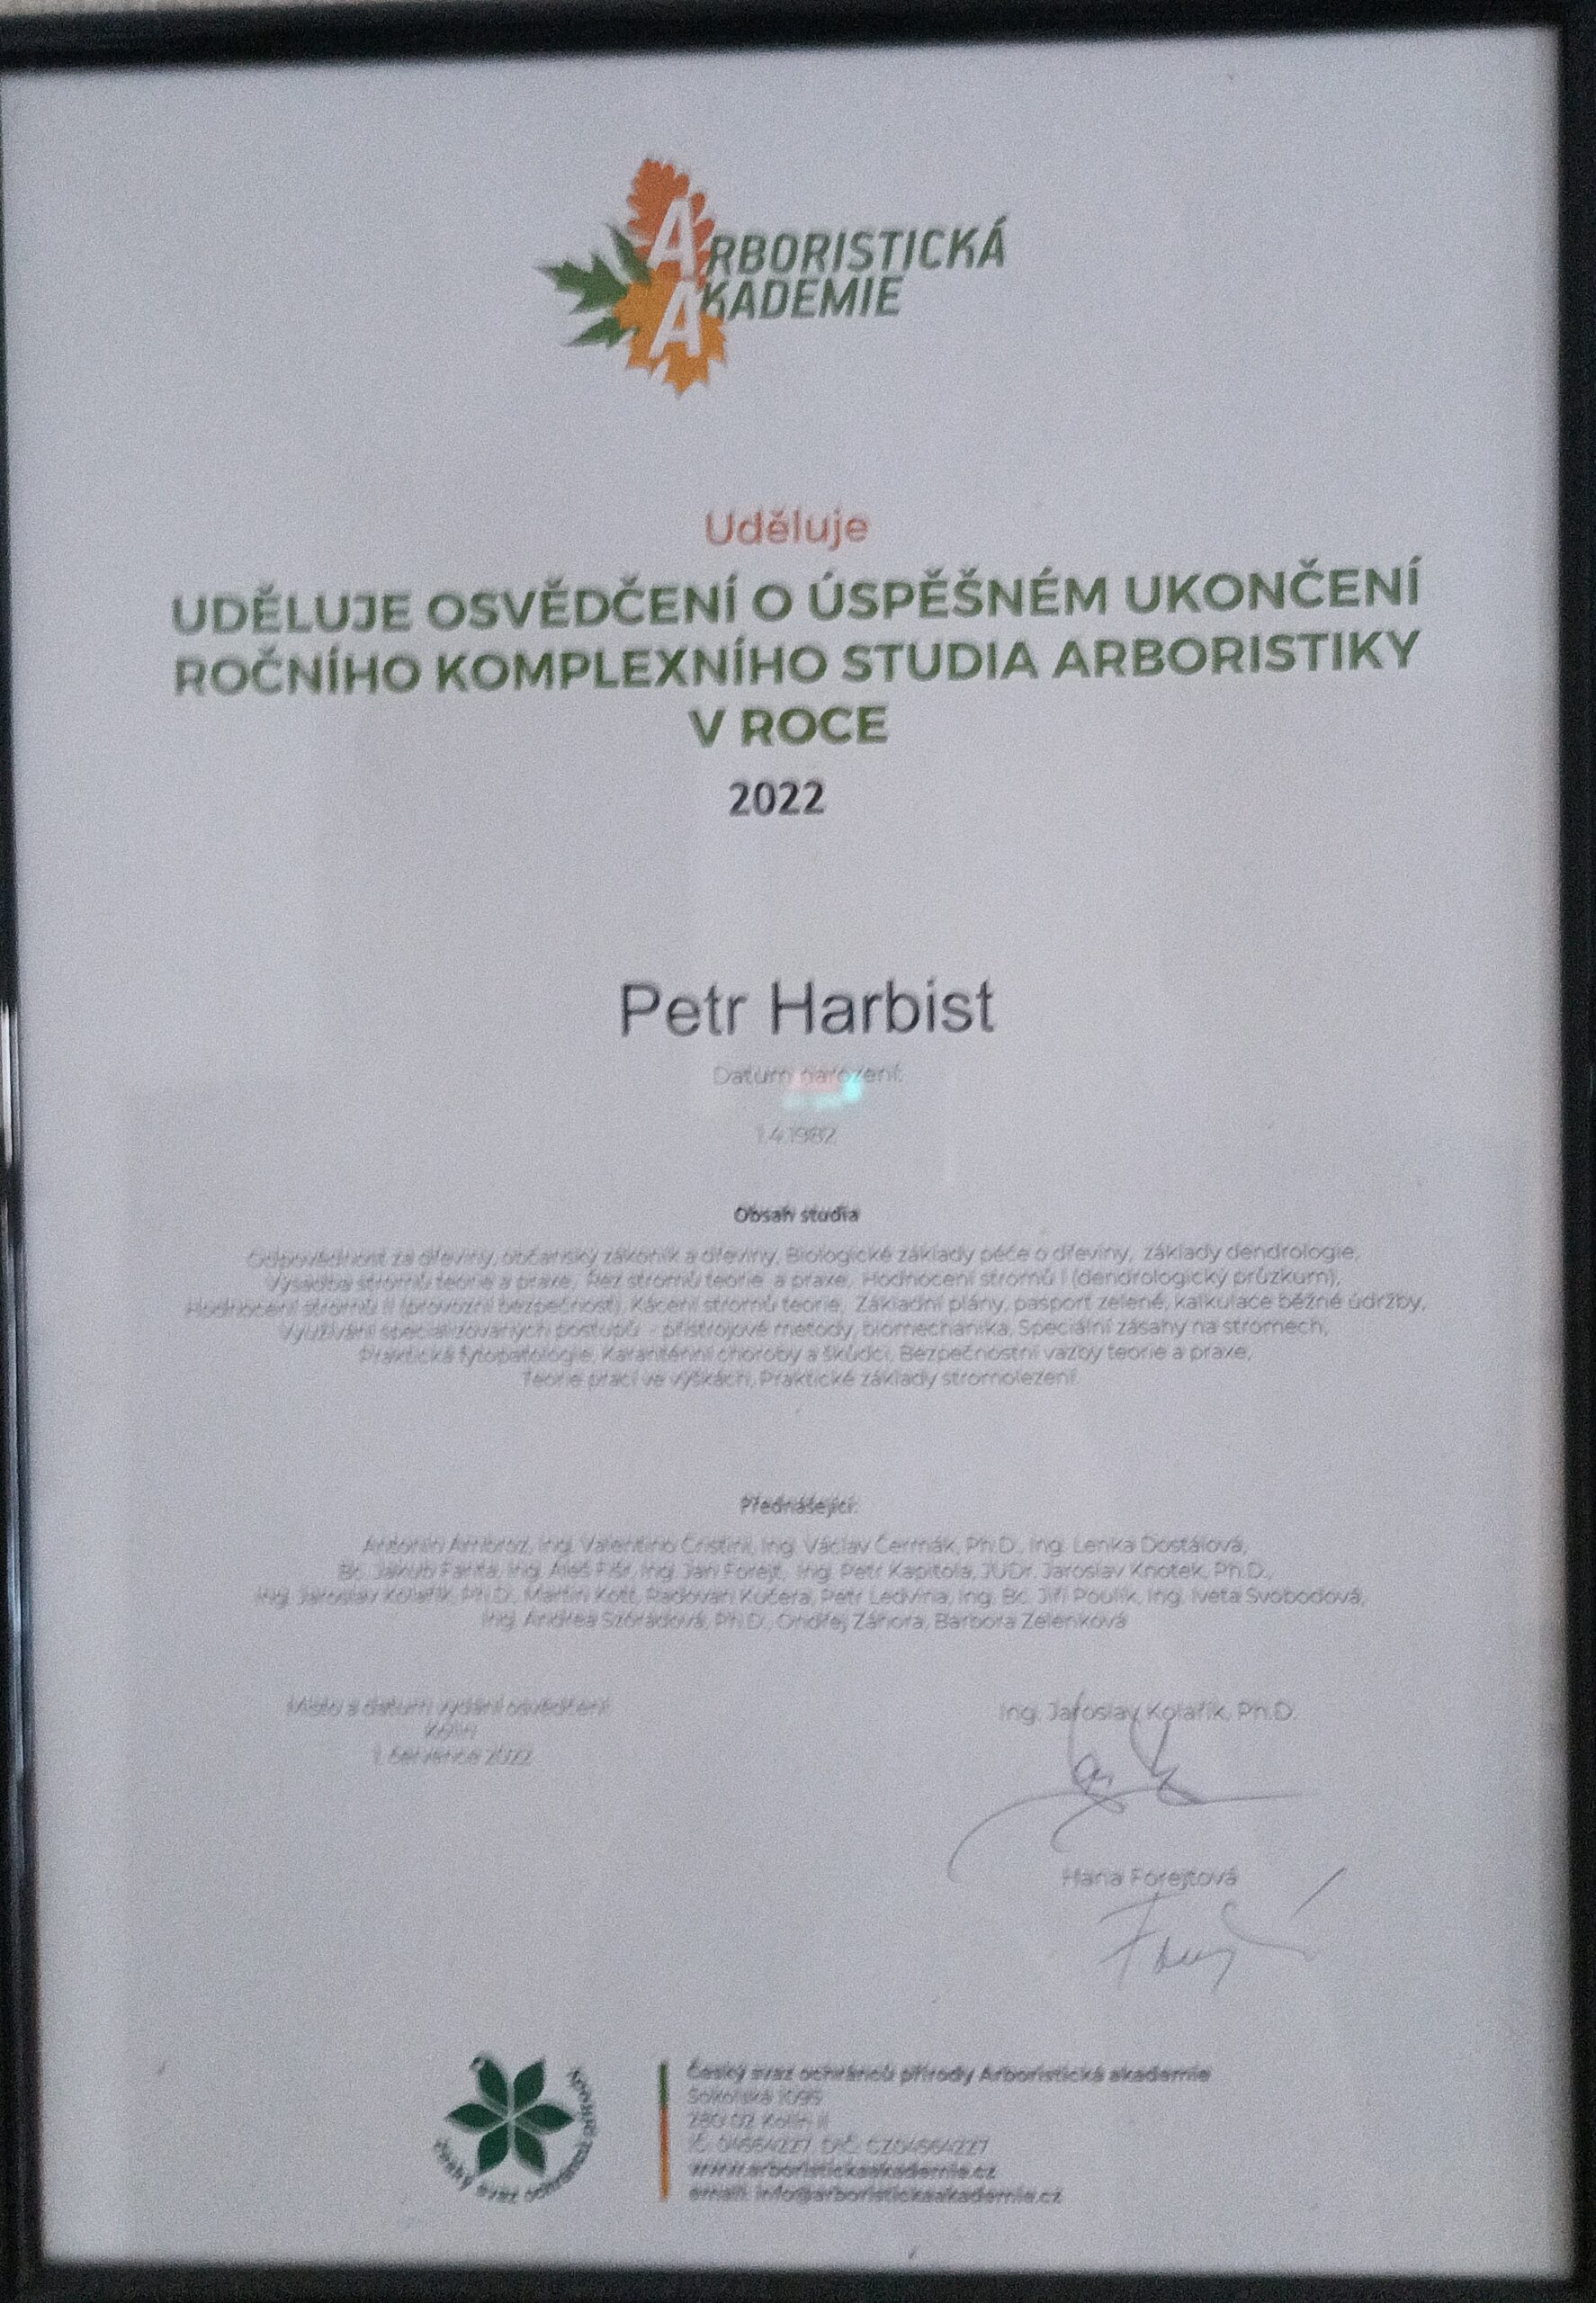 ARBORISTICKÁ
AKADEMIE
Uděluje
UDĚLUJE OSVĚDČENÍ O ÚSPĚŠNÉM UKONČENÍ
ROČNÍHO KOMPLEXNÍHO STUDIA ARBORISTIKY
V ROCE
2022
Petr Harbist
Datum narození:
1.4.1982
Obsah studia
Odpovědnost za dřeviny, občanský zákoník a dřeviny, Biologické základy péče o dřeviny, základy dendrologie,
Výsadba stromů teorie a praxe, Řez stromů teorie a praxe, Hodnocení stromů I (dendrologický průzkum),
Hodnocení stromů II (provozní bezpečnost), Kácení stromů teorie, Základní plány, pasport zeleně, kalkulace běžné údržby,
Využívání specializovaných postupů - přístrojové metody, biomechanika, Speciální zásahy na stromech,
Praktická fytopatologie, Karanténní choroby a škůdci, Bezpečnostní vazby teorie a praxe,
Teorie prací ve výškách, Praktické základy stromolezení
Přednášející:
Antonín Ambroz, Ing. Valentino Cristini, Ing. Václav Čermák, Ph.D., Ing. Lenka Dostálová,
Bc. Jakub Fanta, Ing. Aleš Fišr, Ing. Jan Forejt, Ing. Petr Kapitola, JUDr. Jaroslav Knotek, Ph.D.,
Ing. Jaroslav Kolařík, Ph.D., Martin Kott, Radovan Kučera, Petr Ledvina, Ing. Bc. Jiří Poulík, Ing. Iveta Svobodová,
Ing. Andrea Szórádová, Ph.D., Ondřej Záhora, Barbora Zelenková
Místo a datum vydání osvědčení:
Kolín
1. července 2022
Ing. Jaroslav Kolařík, Ph.D.
Hana Forejtová
český svaz ochránců přírody
Český svaz ochránců přírody Arboristická akademie
Sokolská 1095
280 02 Kolín II
IČ: 04564227, DIČ: CZ04564227
www.arboristickaakademie.cz
email: info@arboristickaakademie.cz